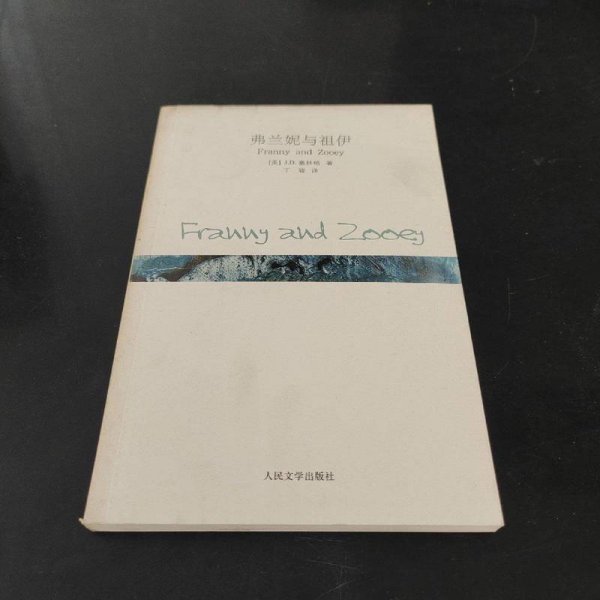 弗兰妮与祖伊
Franny and Zooey
[美] J.D. 塞林格 著
丁骏 译
Franny and Zooey
人民文学出版社